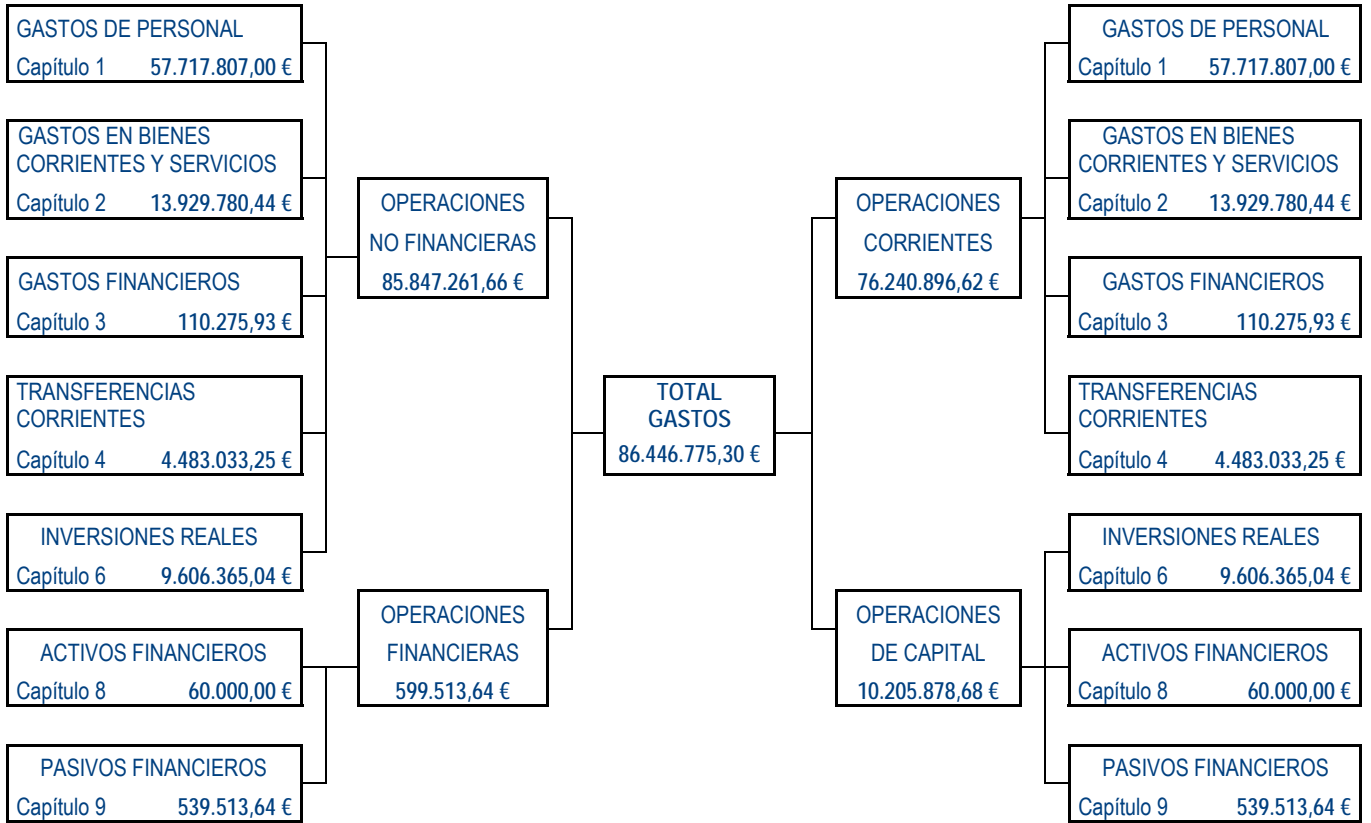 GASTOS DE PERSONAL
Capítulo 1 57.717.807,00 €
GASTOS EN BIENES
CORRIENTES Y SERVICIOS
Capítulo 2 13.929.780,44 €
GASTOS FINANCIEROS
Capítulo 3 110.275,93 €
TRANSFERENCIAS
CORRIENTES
Capítulo 4 4.483.033,25 €
INVERSIONES REALES
Capítulo 6 9.606.365,04 €
ACTIVOS FINANCIEROS
Capítulo 8 60.000,00 €
PASIVOS FINANCIEROS
Capítulo 9 539.513,64 €
OPERACIONES
NO FINANCIERAS
85.847.261,66 €
OPERACIONES
FINANCIERAS
599.513,64 €
TOTAL
GASTOS
86.446.775,30 €
OPERACIONES
CORRIENTES
76.240.896,62 €
OPERACIONES
DE CAPITAL
10.205.878,68 €
GASTOS DE PERSONAL
Capítulo 1 57.717.807,00 €
GASTOS EN BIENES
CORRIENTES Y SERVICIOS
Capítulo 2 13.929.780,44 €
GASTOS FINANCIEROS
Capítulo 3 110.275,93 €
TRANSFERENCIAS
CORRIENTES
Capítulo 4 4.483.033,25 €
INVERSIONES REALES
Capítulo 6 9.606.365,04 €
ACTIVOS FINANCIEROS
Capítulo 8 60.000,00 €
PASIVOS FINANCIEROS
Capítulo 9 539.513,64 €